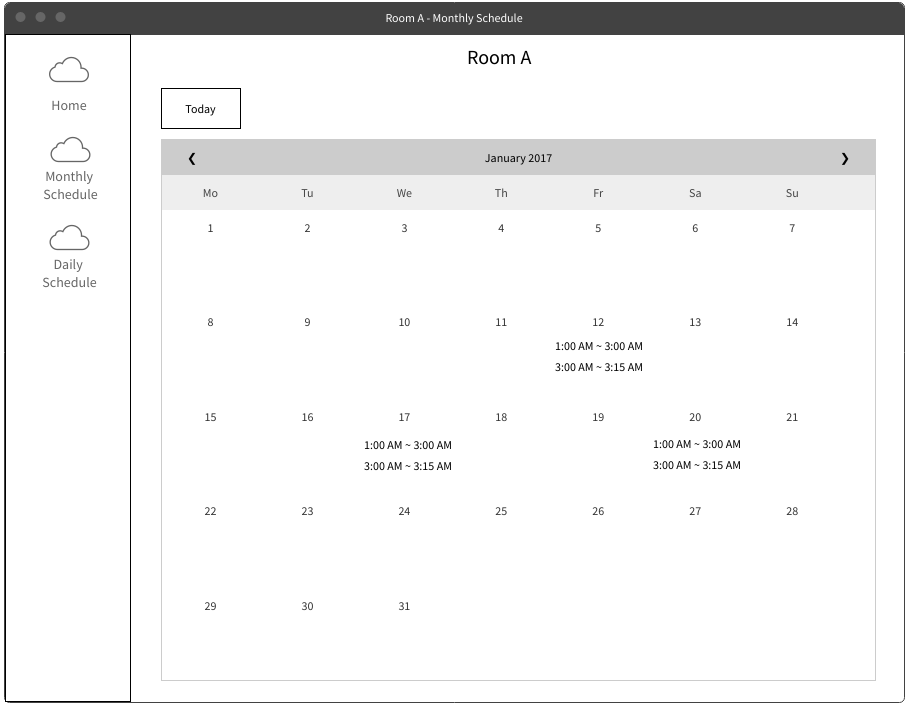 Room A - Monthly Schedule
Home
Monthly
Schedule
Daily
Schedule
Room A
Today
❮ January 2017 ❯
Mo Tu We Th Fr Sa Su
1 2 3 4 5 6 7
8 9 10 11 12 13 14
1:00 AM ~ 3:00 AM
3:00 AM ~ 3:15 AM
15 16 17 18 19 20 21
1:00 AM ~ 3:00 AM 1:00 AM ~ 3:00 AM
3:00 AM ~ 3:15 AM 3:00 AM ~ 3:15 AM
22 23 24 25 26 27 28
29 30 31